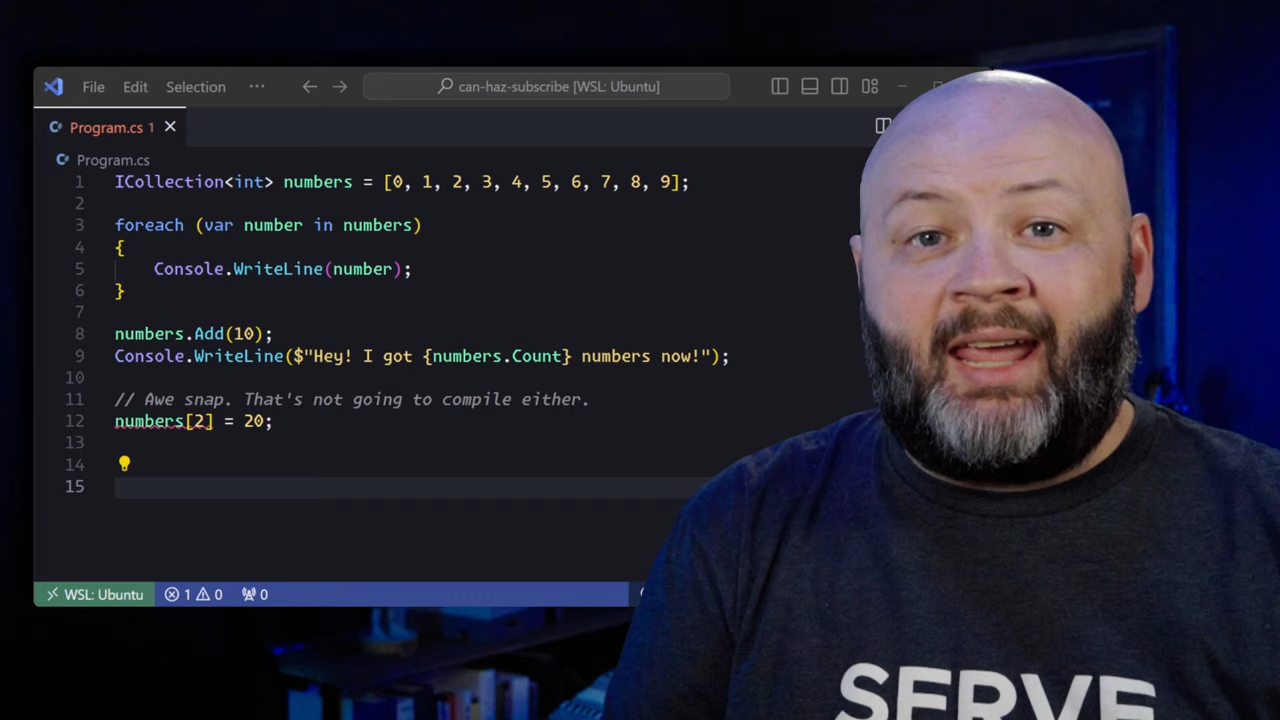 File Edit Selection ··· can-haz-subscribe [WSL: Ubuntu]
Program.cs 1
Program.cs
1 ICollection<int> numbers = [0, 1, 2, 3, 4, 5, 6, 7, 8, 9];
2
3 foreach (var number in numbers)
4 {
5 Console.WriteLine(number);
6 }
7
8 numbers.Add(10);
9 Console.WriteLine($"Hey! I got {numbers.Count} numbers now!");
10
11 // Awe snap. That's not going to compile either.
12 numbers[2] = 20;
13
14
15
WSL: Ubuntu 1 0 0
SERVE